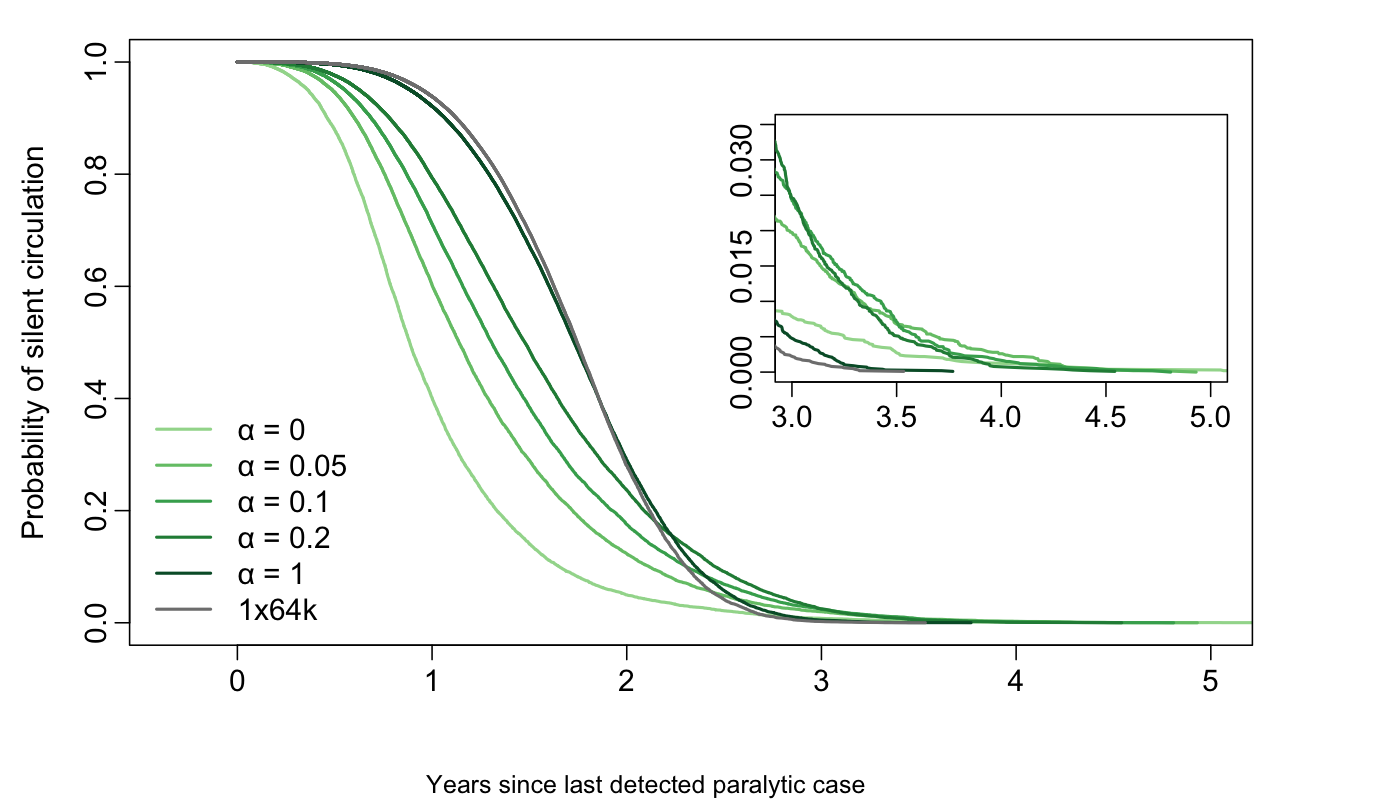 Probability of silent circulation
1.0
0.8
0.6
0.4
0.2
0.0
α = 0
α = 0.05
α = 0.1
α = 0.2
α = 1
1x64k
0.030
0.015
0.000
3.0 3.5 4.0 4.5 5.0
0 1 2 3 4 5
Years since last detected paralytic case